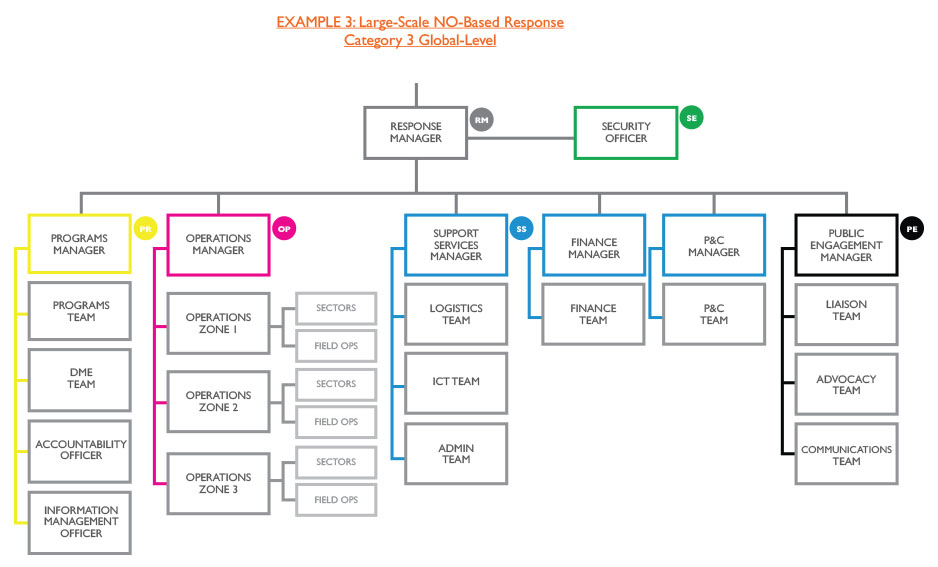 EXAMPLE 3: Large-Scale NO-Based Response
Category 3 Global-Level
RESPONSE
MANAGER
RM
SECURITY
OFFICER
SE
PROGRAMS
MANAGER
PR
PROGRAMS
TEAM
DME
TEAM
ACCOUNTABILITY
OFFICER
INFORMATION
MANAGEMENT
OFFICER
OPERATIONS
MANAGER
OP
OPERATIONS
ZONE 1
SECTORS
FIELD OPS
OPERATIONS
ZONE 2
SECTORS
FIELD OPS
OPERATIONS
ZONE 3
SECTORS
FIELD OPS
SUPPORT
SERVICES
MANAGER
SS
LOGISTICS
TEAM
ICT TEAM
ADMIN
TEAM
FINANCE
MANAGER
FINANCE
TEAM
P&C
MANAGER
P&C
TEAM
PUBLIC
ENGAGEMENT
MANAGER
PE
LIAISON
TEAM
ADVOCACY
TEAM
COMMUNICATIONS
TEAM